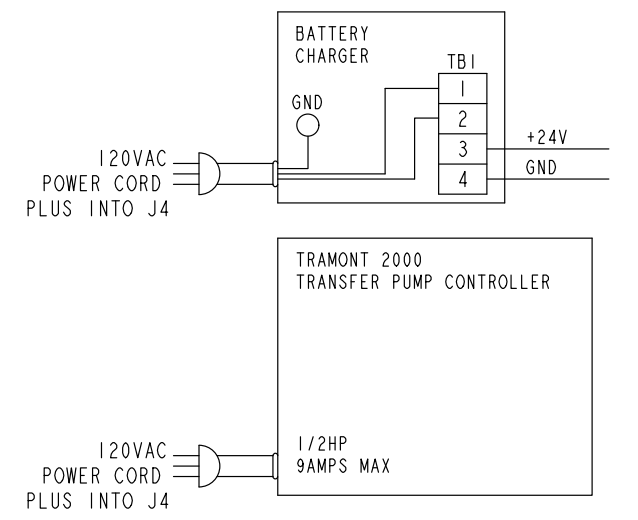 BATTERY
CHARGER
TB1
GND
1
2
3
4
+24V
GND
120VAC
POWER CORD
PLUS INTO J4
TRAMONT 2000
TRANSFER PUMP CONTROLLER
1/2HP
9AMPS MAX
120VAC
POWER CORD
PLUS INTO J4